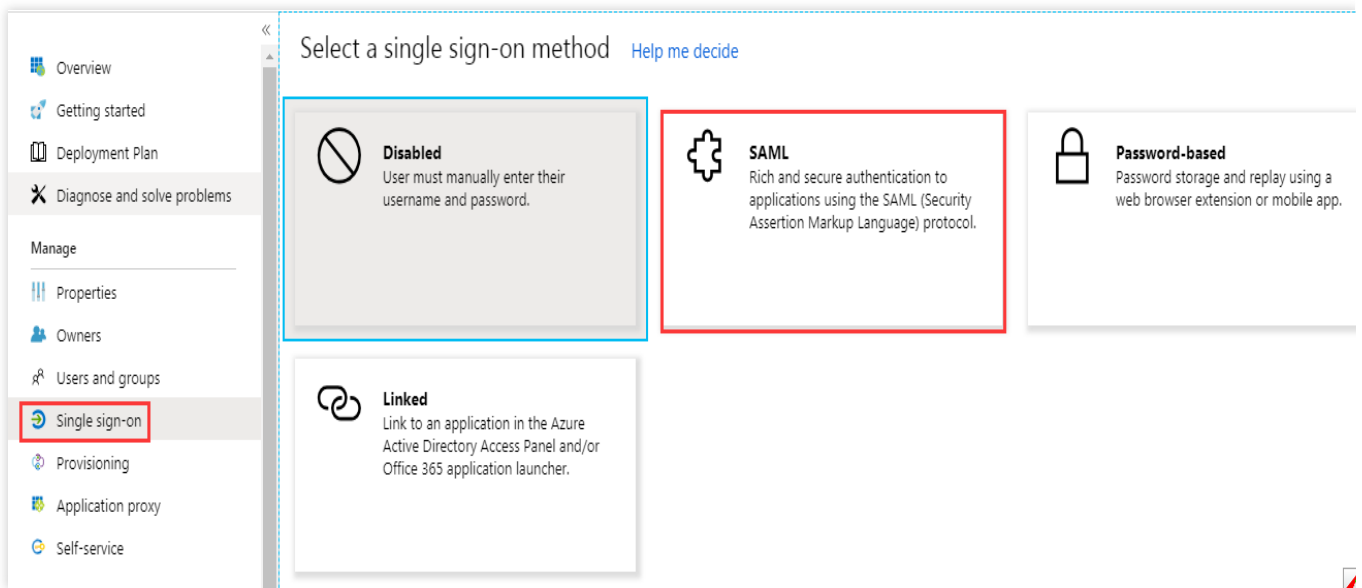 «
Overview
Getting started
Deployment Plan
Diagnose and solve problems
Manage
Properties
Owners
Users and groups
Single sign-on
Provisioning
Application proxy
Self-service
Select a single sign-on method Help me decide
Disabled
User must manually enter their
username and password.
SAML
Rich and secure authentication to
applications using the SAML (Security
Assertion Markup Language) protocol.
Password-based
Password storage and replay using a
web browser extension or mobile app.
Linked
Link to an application in the Azure
Active Directory Access Panel and/or
Office 365 application launcher.